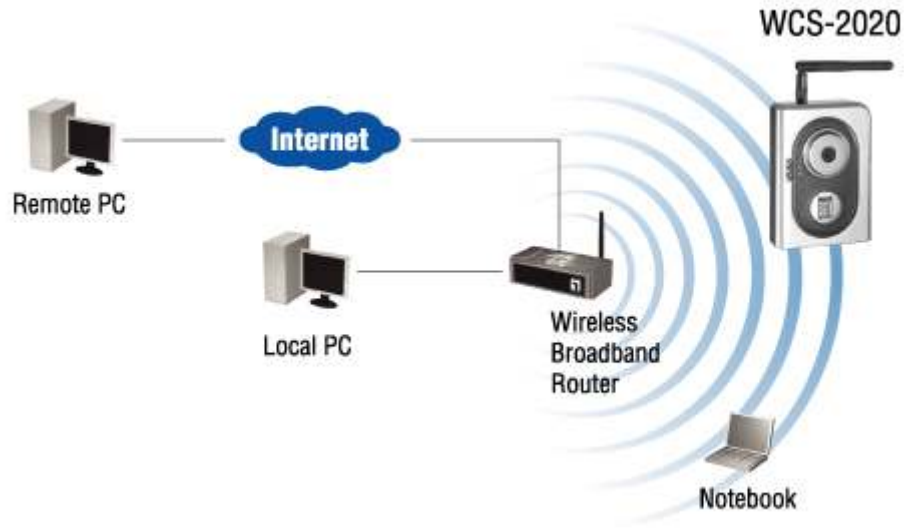 WCS-2020
Internet
Remote PC
Local PC
Wireless
Broadband
Router
Notebook